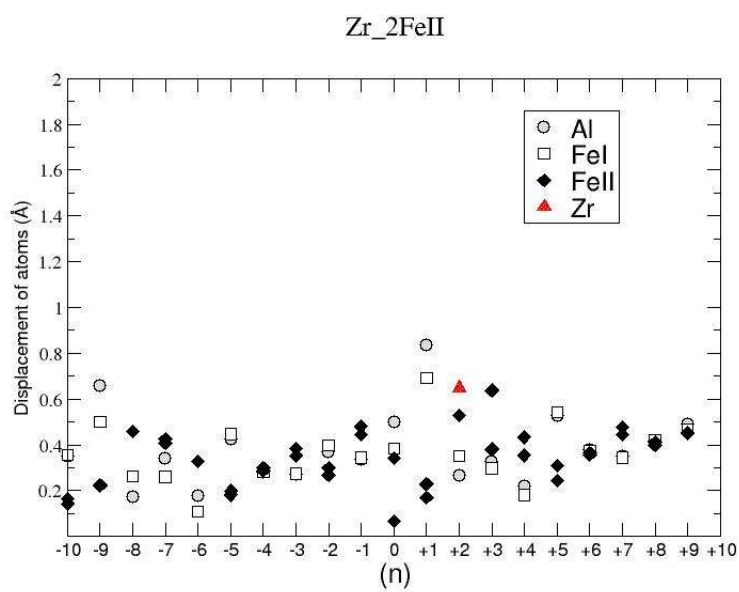 Zr_2FeII
2
1.8
1.6
1.4
1.2
1
0.8
0.6
0.4
0.2
Displacement of atoms (Å)
Al
FeI
FeII
Zr
-10 -9 -8 -7 -6 -5 -4 -3 -2 -1 0 +1 +2 +3 +4 +5 +6 +7 +8 +9 +10
(n)